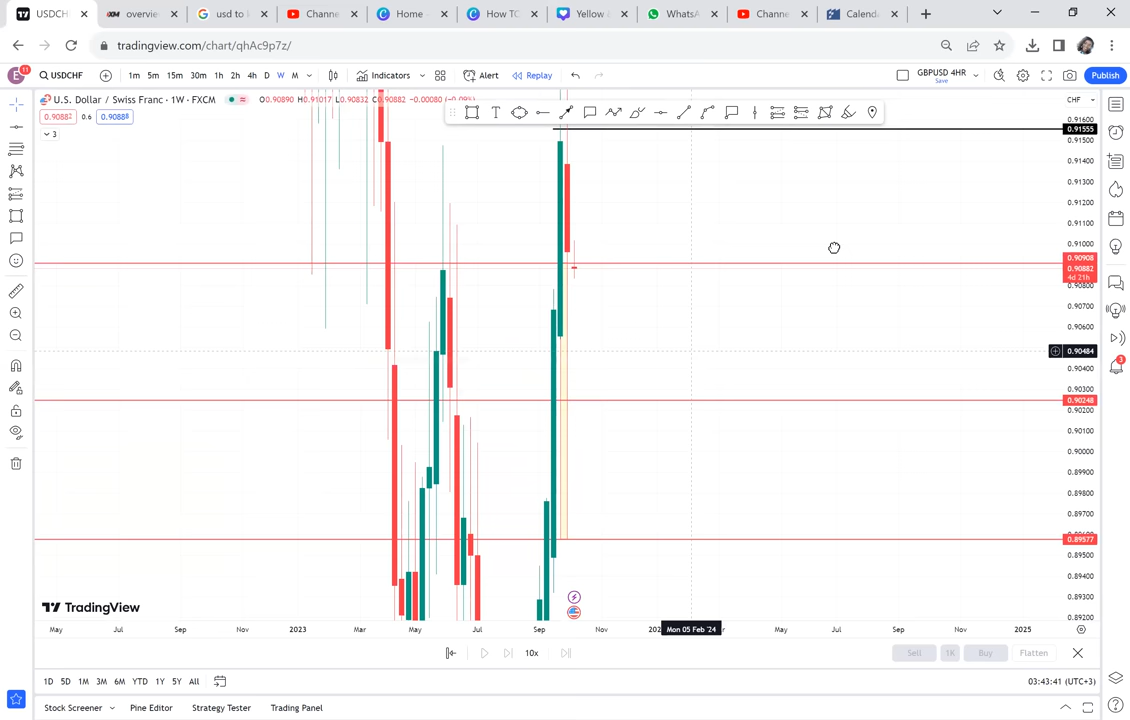 USDCH
overvie
usd to
Channe
Home -
How TC
Yellow &
WhatsA
Channe
Calend
tradingview.com/chart/qhAc9p7z/
E
11
USDCHF
1m 5m 15m 30m 1h 2h 4h D W M
Indicators
Alert
Replay
GBPUSD 4HR
Save
Publish
U.S. Dollar / Swiss Franc · 1W · FXCM
O0.90890 H0.91017 L0.90832 C0.90882 −0.00080 (−0.09%)
CHF
0.90882 0.6 0.90888
3
0.91600
0.91555
0.91500
0.91400
0.91300
0.91200
0.91100
0.91000
0.90908
0.90882
4d 21h
0.90800
0.90700
0.90600
0.90484
0.90400
0.90300
0.90248
0.90200
0.90100
0.90000
0.89900
0.89800
0.89700
0.89577
0.89500
0.89400
0.89300
0.89200
3
TradingView
May Jul Sep Nov 2023 Mar May Jul Sep Nov Mon 05 Feb '24 May Jul Sep Nov 2025
10x
Sell 1K Buy Flatten
1D 5D 1M 3M 6M YTD 1Y 5Y All
03:43:41 (UTC+3)
Stock Screener Pine Editor Strategy Tester Trading Panel